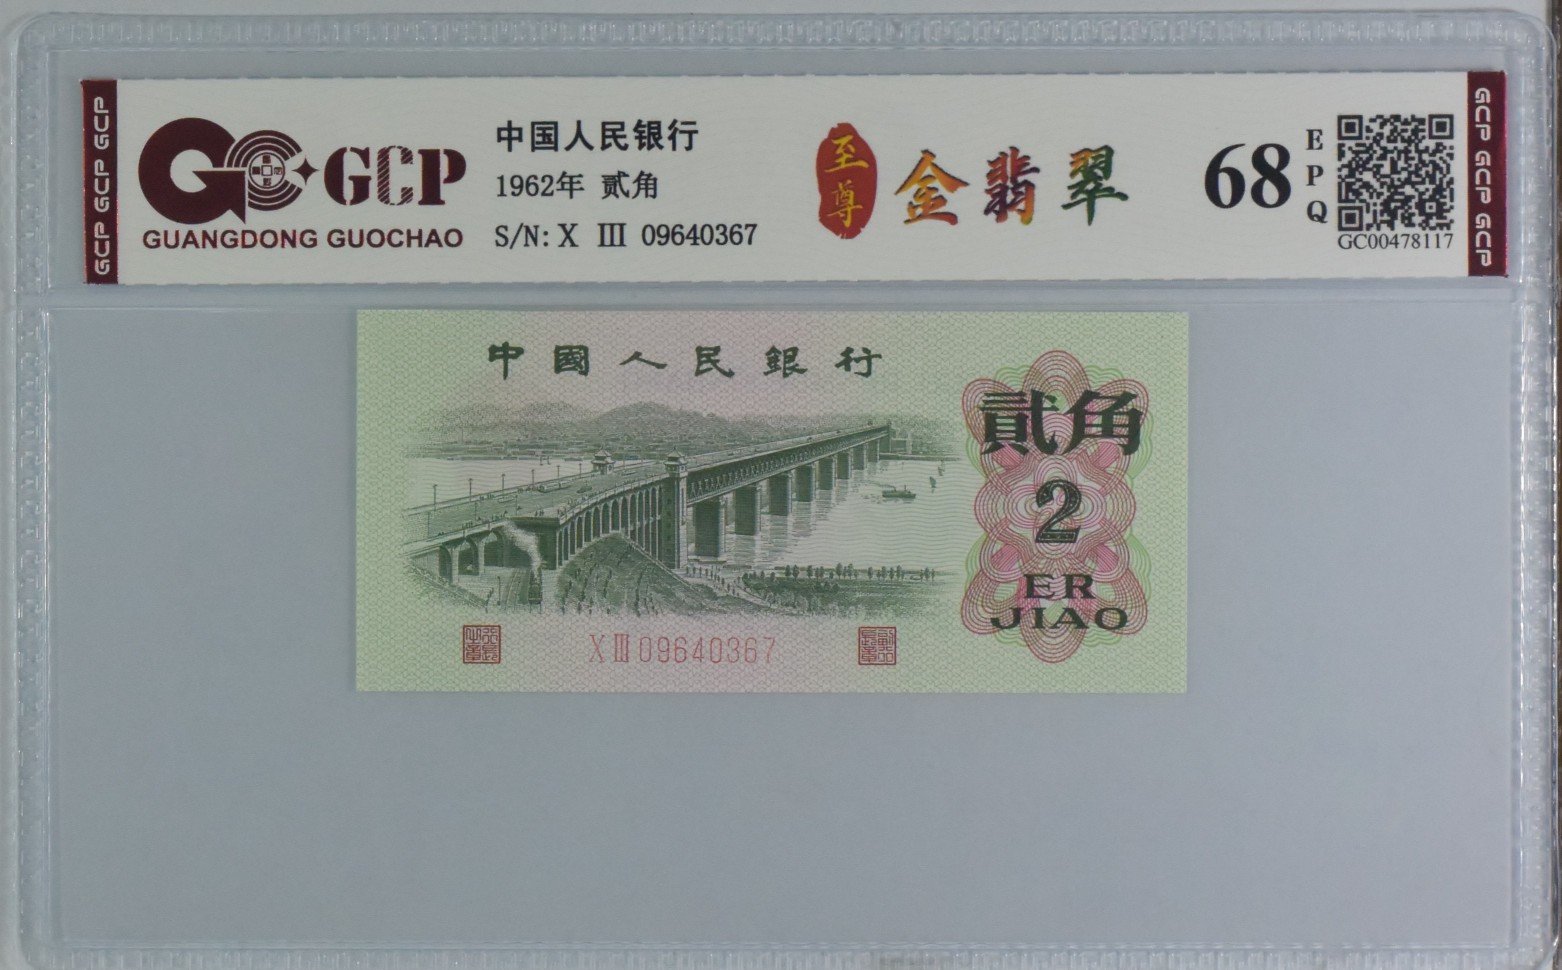 GCP GCP GCP
GCP
GUANGDONG GUOCHAO
中国人民银行
1962年 贰角
S/N: X III 09640367
至尊
金翡翠
68
EPQ
GC00478117
GCP GCP GCP
中國人民銀行
貳角
2
ER
JIAO
X III 09640367